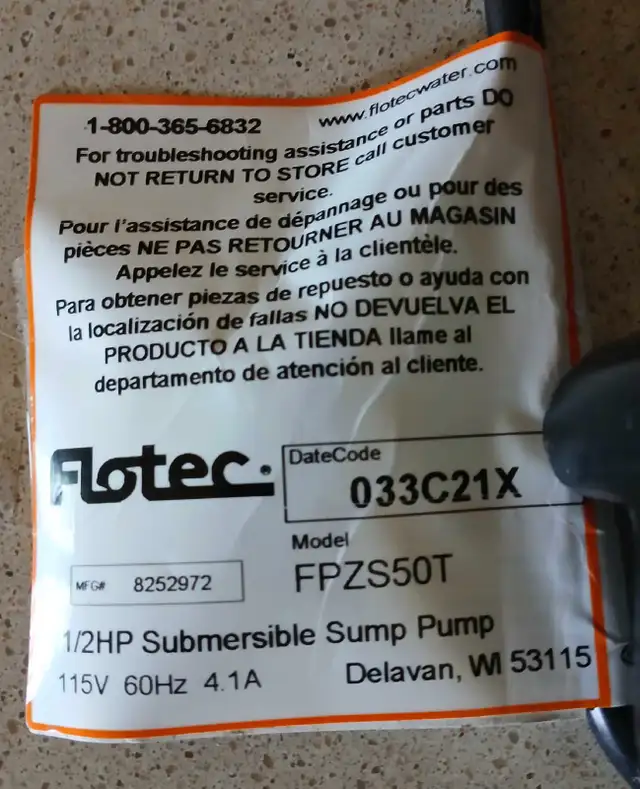 1-800-365-6832 www.flotecwater.com
For troubleshooting assistance or parts DO
NOT RETURN TO STORE call customer
service.
Pour l'assistance de dépannage ou pour des
pièces NE PAS RETOURNER AU MAGASIN
Appelez le service à la clientèle.
Para obtener piezas de repuesto o ayuda con
la localización de fallas NO DEVUELVA EL
PRODUCTO A LA TIENDA llame al
departamento de atención al cliente.
Flotec
DateCode
033C21X
Model
FPZS50T
MFG# 8252972
1/2HP Submersible Sump Pump
115V 60Hz 4.1A Delavan, WI 53115